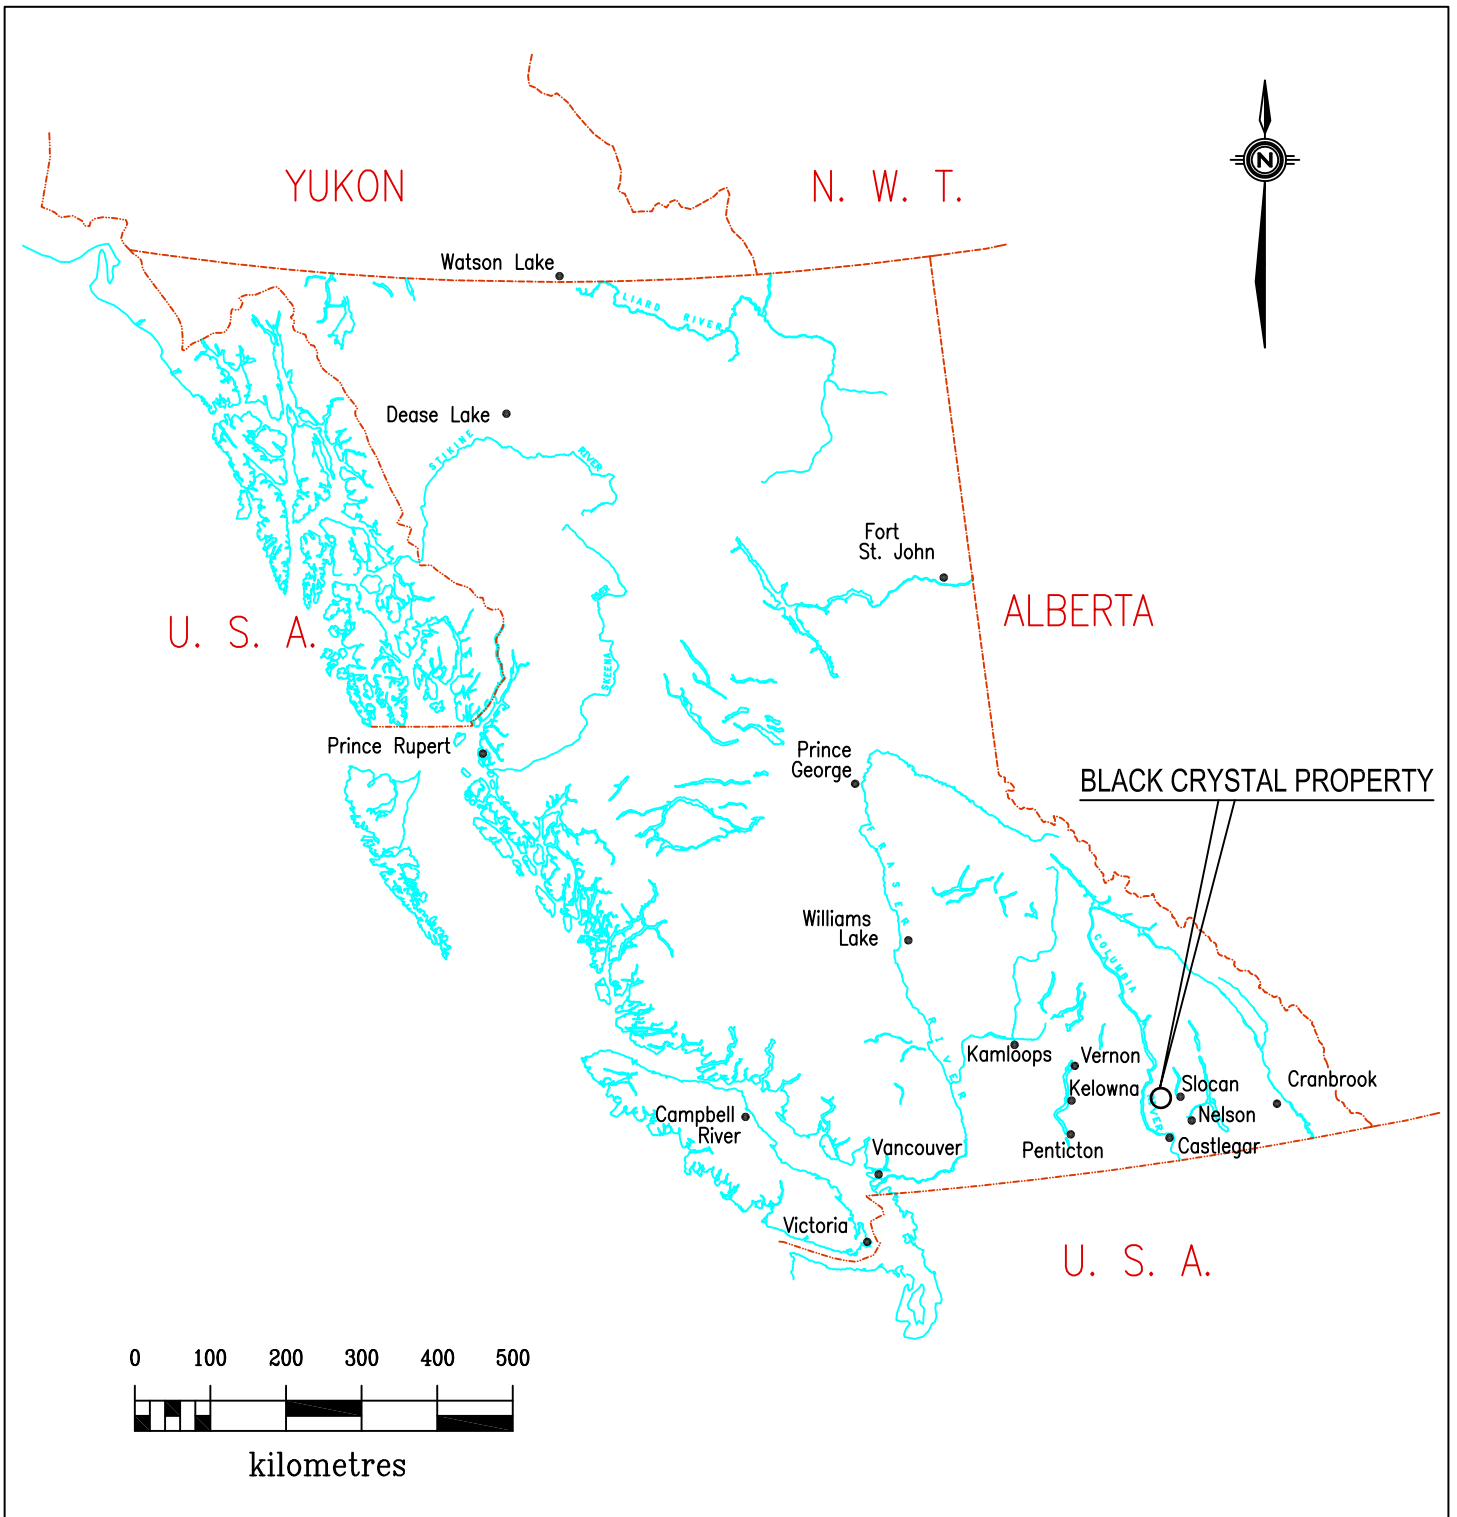 YUKON
N. W. T.
N
Watson Lake
LIARD RIVER
Dease Lake
STIKINE RIVER
Fort
St. John
ALBERTA
U. S. A.
SKEENA
Prince Rupert
Prince
George
BLACK CRYSTAL PROPERTY
FRASER RIVER
Williams
Lake
COLUMBIA
Kamloops
Vernon
Kelowna
Slocan
Cranbrook
Nelson
Campbell
River
Vancouver
Penticton
Castlegar
Victoria
U. S. A.
0 100 200 300 400 500
kilometres